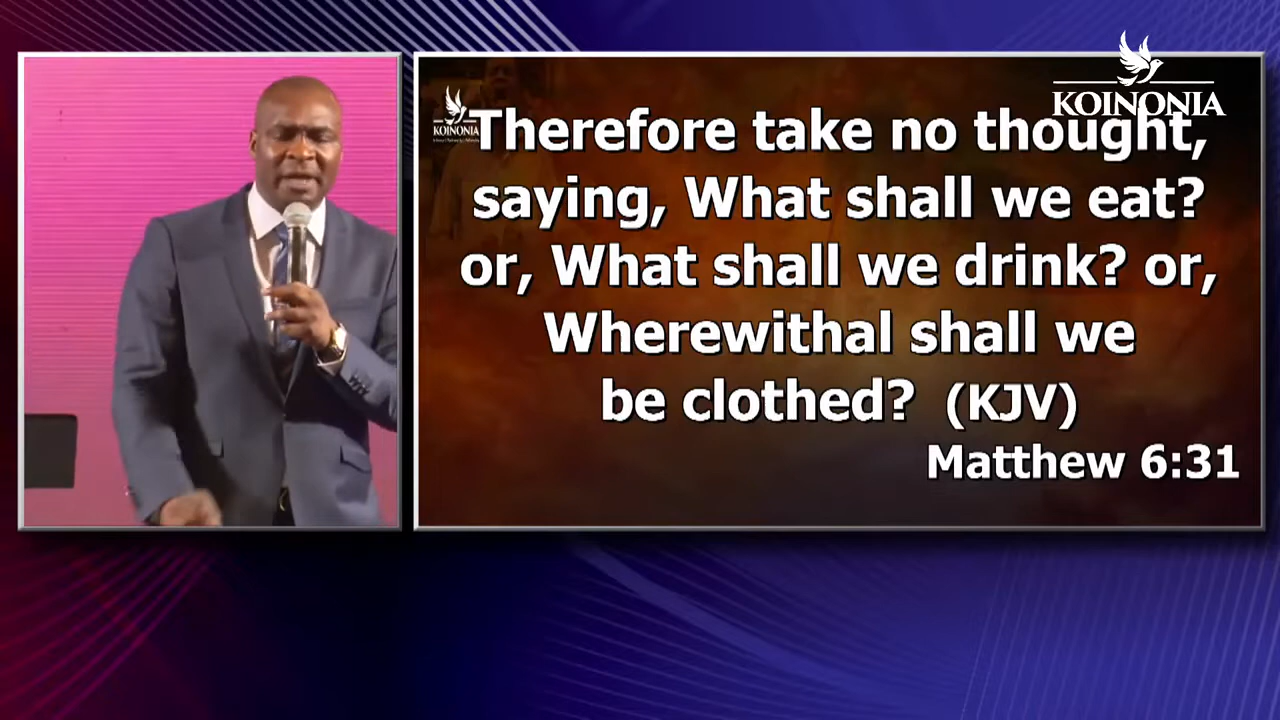 KOINONIA
KOINONIA
Therefore take no thought,
saying, What shall we eat?
or, What shall we drink? or,
Wherewithal shall we
be clothed? (KJV)
Matthew 6:31